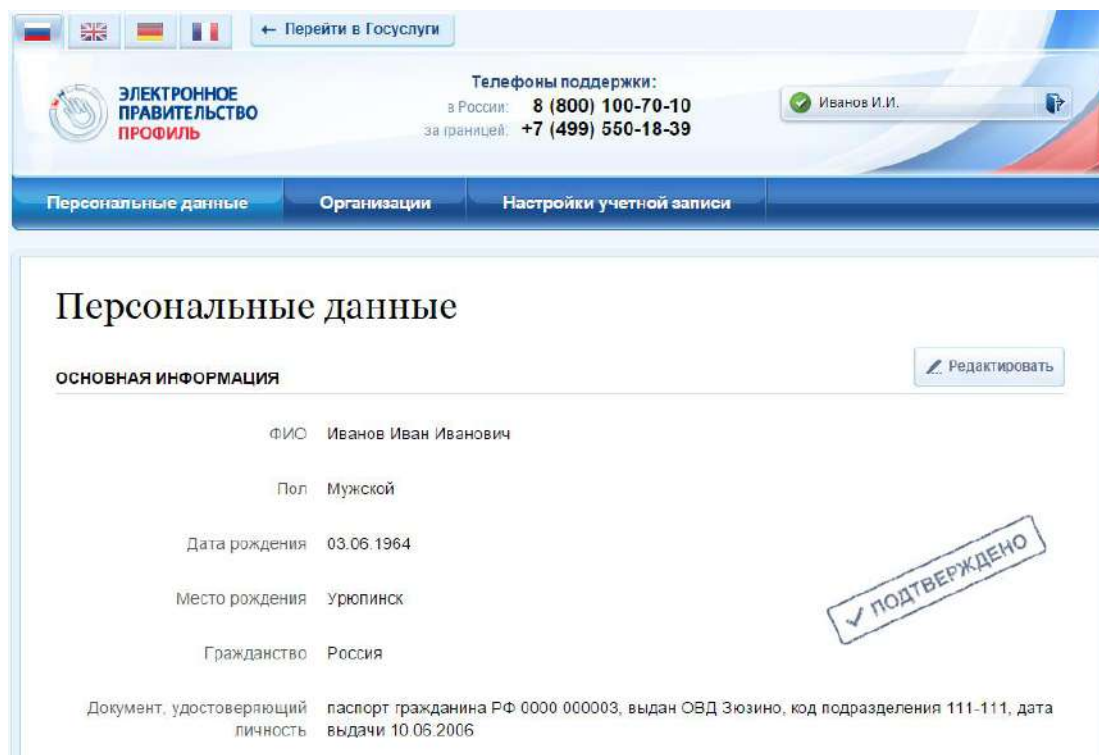 ← Перейти в Госуслуги
ЭЛЕКТРОННОЕ
ПРАВИТЕЛЬСТВО
ПРОФИЛЬ
Телефоны поддержки:
в России: 8 (800) 100-70-10
за границей: +7 (499) 550-18-39
Иванов И.И.
Персональные данные Организации Настройки учетной записи
Персональные данные
ОСНОВНАЯ ИНФОРМАЦИЯ
Редактировать
ФИО Иванов Иван Иванович
Пол Мужской
Дата рождения 03.06.1964
Место рождения Урюпинск
Гражданство Россия
ПОДТВЕРЖДЕНО
Документ, удостоверяющий личность паспорт гражданина РФ 0000 000003, выдан ОВД Зюзино, код подразделения 111-111, дата
выдачи 10.06.2006